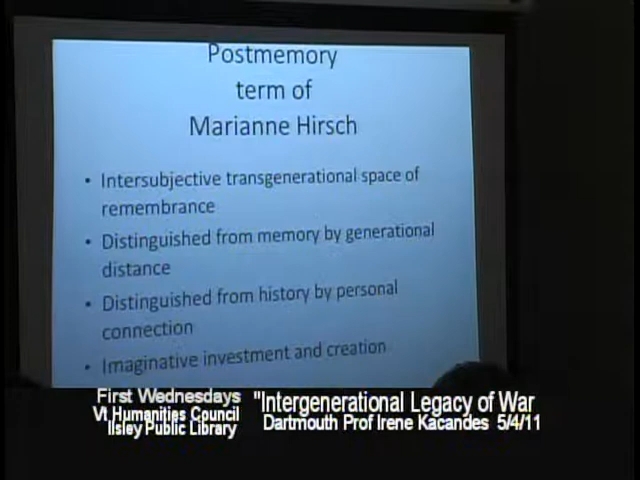 Postmemory
term of
Marianne Hirsch
• Intersubjective transgenerational space of
remembrance
• Distinguished from memory by generational
distance
• Distinguished from history by personal
connection
• Imaginative investment and creation
First Wednesdays
Vt Humanities Council
Ilsley Public Library
"Intergenerational Legacy of War
Dartmouth Prof Irene Kacandes 5/4/11